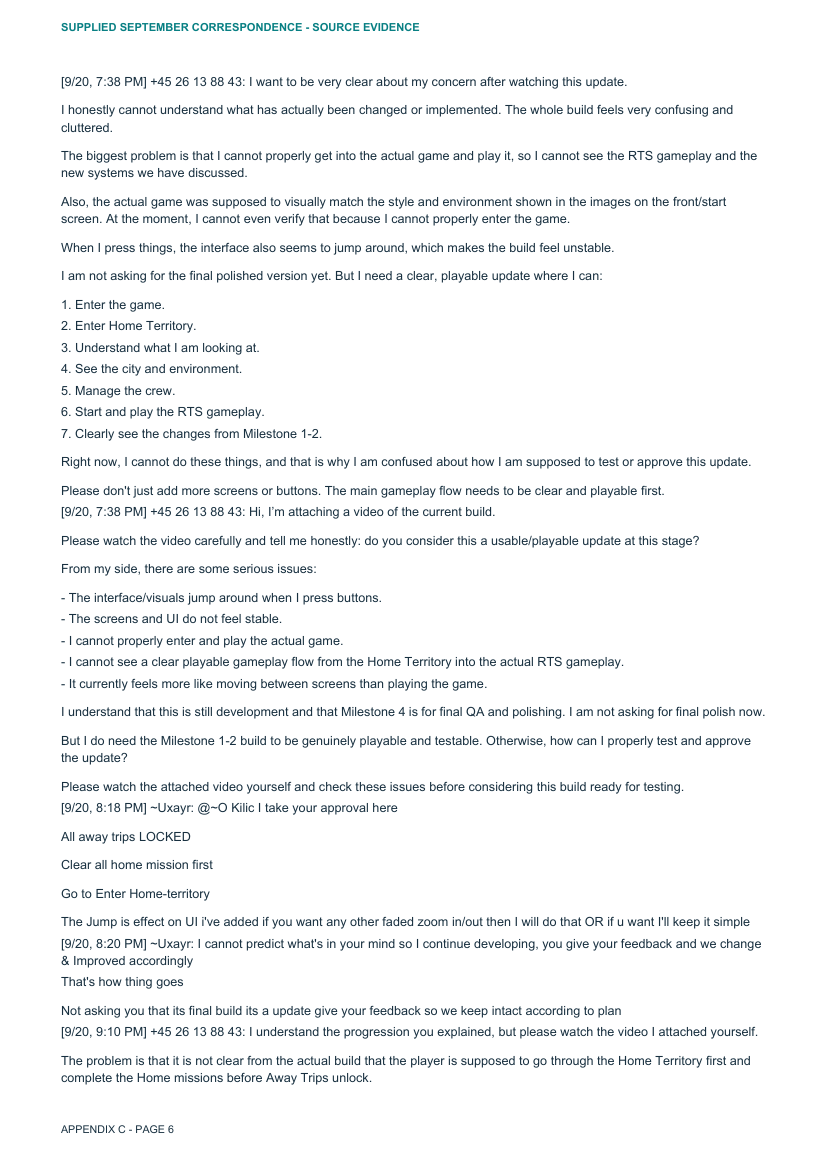 SUPPLIED SEPTEMBER CORRESPONDENCE - SOURCE EVIDENCE
[9/20, 7:38 PM] +45 26 13 88 43: I want to be very clear about my concern after watching this update.
I honestly cannot understand what has actually been changed or implemented. The whole build feels very confusing and
cluttered.
The biggest problem is that I cannot properly get into the actual game and play it, so I cannot see the RTS gameplay and the
new systems we have discussed.
Also, the actual game was supposed to visually match the style and environment shown in the images on the front/start
screen. At the moment, I cannot even verify that because I cannot properly enter the game.
When I press things, the interface also seems to jump around, which makes the build feel unstable.
I am not asking for the final polished version yet. But I need a clear, playable update where I can:
1. Enter the game.
2. Enter Home Territory.
3. Understand what I am looking at.
4. See the city and environment.
5. Manage the crew.
6. Start and play the RTS gameplay.
7. Clearly see the changes from Milestone 1-2.
Right now, I cannot do these things, and that is why I am confused about how I am supposed to test or approve this update.
Please don't just add more screens or buttons. The main gameplay flow needs to be clear and playable first.
[9/20, 7:38 PM] +45 26 13 88 43: Hi, I’m attaching a video of the current build.
Please watch the video carefully and tell me honestly: do you consider this a usable/playable update at this stage?
From my side, there are some serious issues:
- The interface/visuals jump around when I press buttons.
- The screens and UI do not feel stable.
- I cannot properly enter and play the actual game.
- I cannot see a clear playable gameplay flow from the Home Territory into the actual RTS gameplay.
- It currently feels more like moving between screens than playing the game.
I understand that this is still development and that Milestone 4 is for final QA and polishing. I am not asking for final polish now.
But I do need the Milestone 1-2 build to be genuinely playable and testable. Otherwise, how can I properly test and approve
the update?
Please watch the attached video yourself and check these issues before considering this build ready for testing.
[9/20, 8:18 PM] ~Uxayr: @~O Kilic I take your approval here
All away trips LOCKED
Clear all home mission first
Go to Enter Home-territory
The Jump is effect on UI i've added if you want any other faded zoom in/out then I will do that OR if u want I'll keep it simple
[9/20, 8:20 PM] ~Uxayr: I cannot predict what's in your mind so I continue developing, you give your feedback and we change
& Improved accordingly
That's how thing goes
Not asking you that its final build its a update give your feedback so we keep intact according to plan
[9/20, 9:10 PM] +45 26 13 88 43: I understand the progression you explained, but please watch the video I attached yourself.
The problem is that it is not clear from the actual build that the player is supposed to go through the Home Territory first and
complete the Home missions before Away Trips unlock.
APPENDIX C - PAGE 6